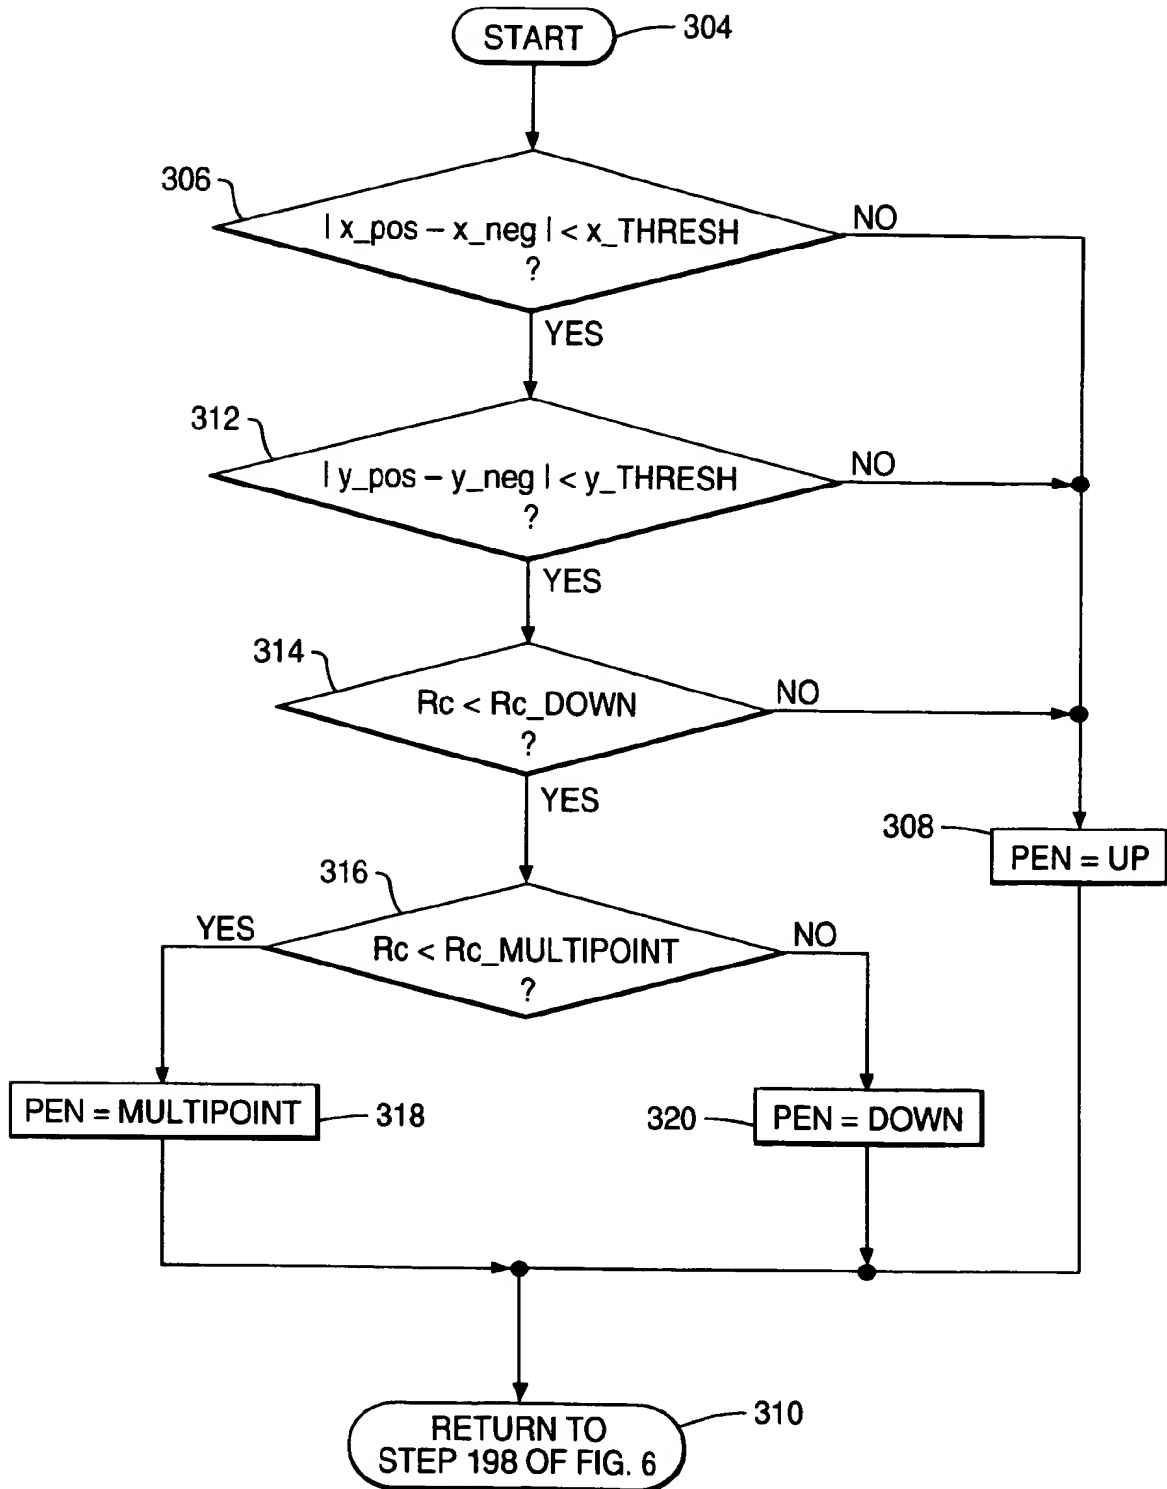 START
304
306
| x_pos – x_neg | < x_THRESH
?
NO
YES
312
| y_pos – y_neg | < y_THRESH
?
NO
YES
314
Rc < Rc_DOWN
?
NO
YES
308
PEN = UP
316
YES
Rc < Rc_MULTIPOINT
?
NO
PEN = MULTIPOINT
318
320
PEN = DOWN
RETURN TO
STEP 198 OF FIG. 6
310